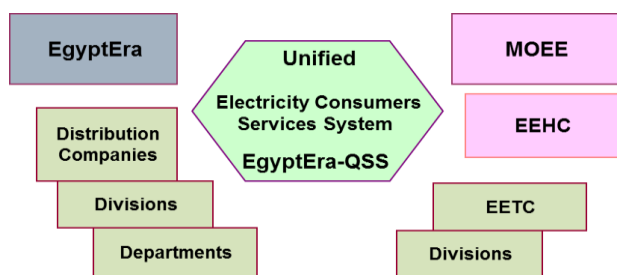 EgyptEra
Unified
Electricity Consumers
Services System
EgyptEra-QSS
MOEE
EEHC
Distribution
Companies
Divisions
Departments
EETC
Divisions